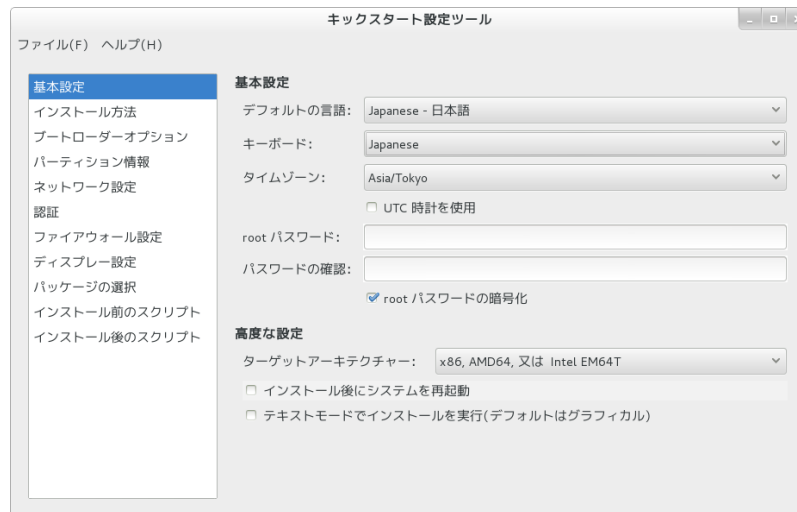 キックスタート設定ツール
ファイル(F) ヘルプ(H)
基本設定
インストール方法
ブートローダーオプション
パーティション情報
ネットワーク設定
認証
ファイアウォール設定
ディスプレー設定
パッケージの選択
インストール前のスクリプト
インストール後のスクリプト
基本設定
デフォルトの言語: Japanese - 日本語
キーボード: Japanese
タイムゾーン: Asia/Tokyo
UTC 時計を使用
root パスワード:
パスワードの確認:
root パスワードの暗号化
高度な設定
ターゲットアーキテクチャー: x86, AMD64, 又は Intel EM64T
インストール後にシステムを再起動
テキストモードでインストールを実行(デフォルトはグラフィカル)